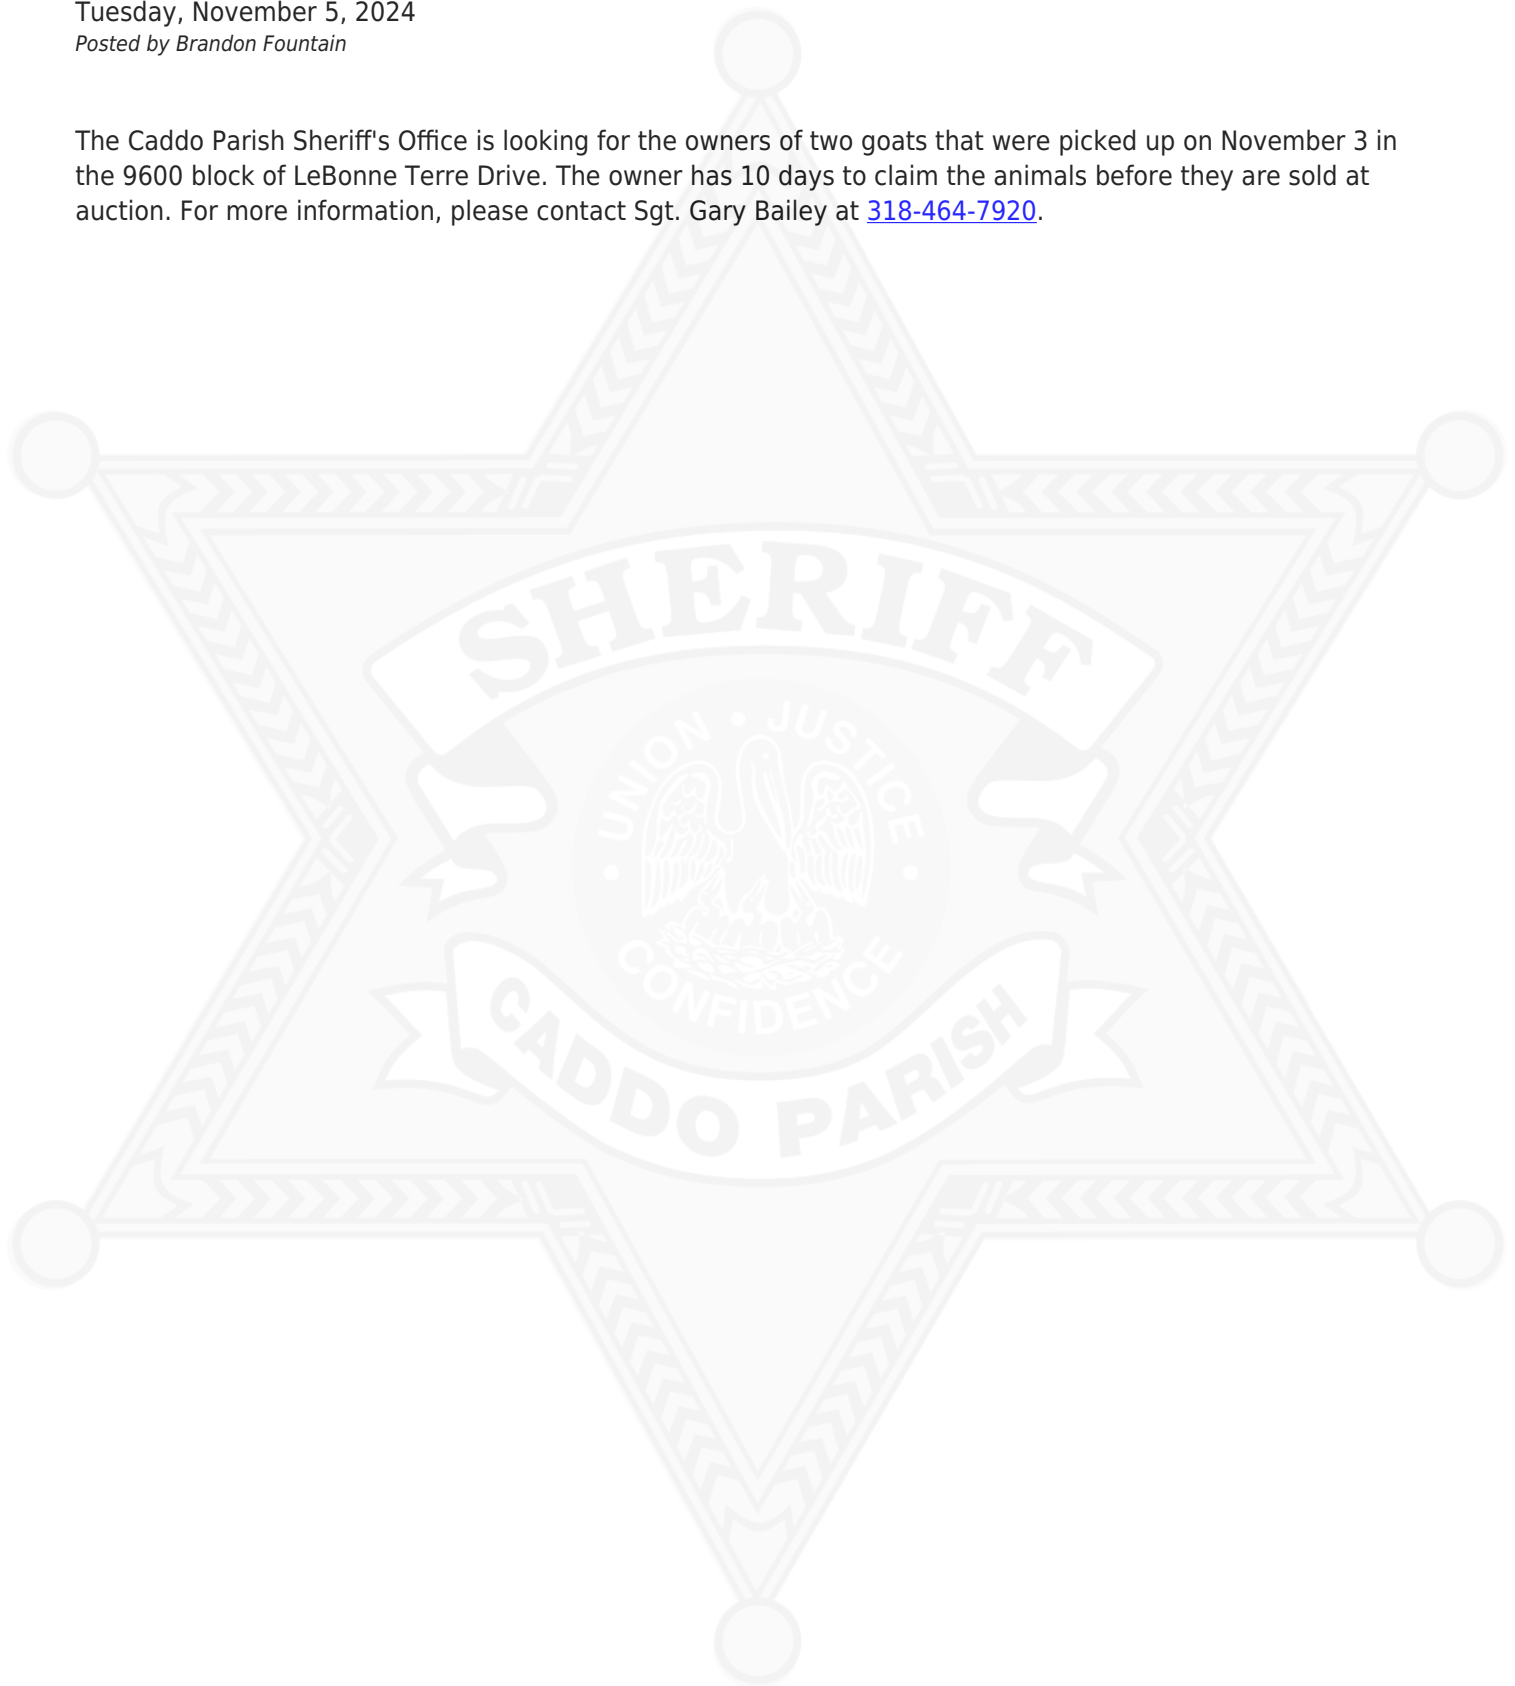 Tuesday, November 5, 2024
Posted by Brandon Fountain
The Caddo Parish Sheriff's Office is looking for the owners of two goats that were picked up on November 3 in
the 9600 block of LeBonne Terre Drive. The owner has 10 days to claim the animals before they are sold at
auction. For more information, please contact Sgt. Gary Bailey at 318-464-7920.
SHERIFF
UNION • JUSTICE
• CONFIDENCE •
CADDO PARISH